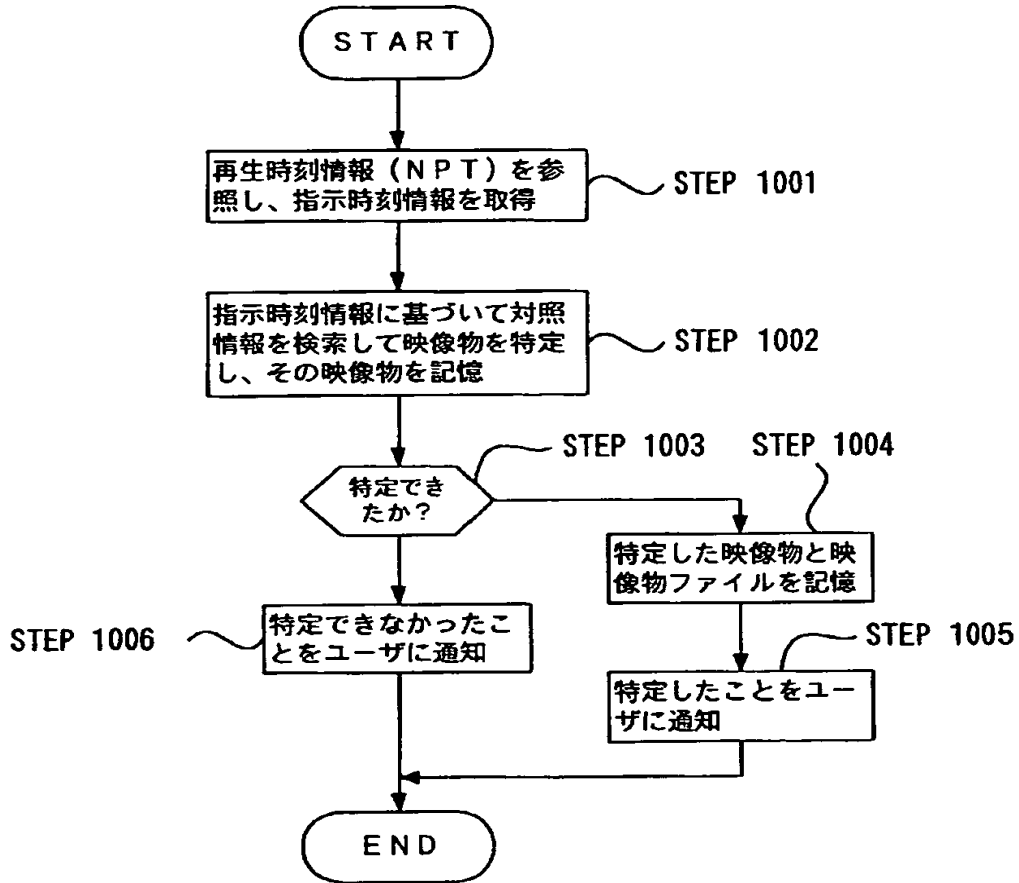 START
再生時刻情報(NPT)を参
照し、指示時刻情報を取得
STEP 1001
指示時刻情報に基づいて対照
情報を検索して映像物を特定
し、その映像物を記憶
STEP 1002
特定でき
たか?
STEP 1003
STEP 1004
特定した映像物と映
像物ファイルを記憶
STEP 1005
特定したことをユー
ザに通知
STEP 1006
特定できなかったこ
とをユーザに通知
END